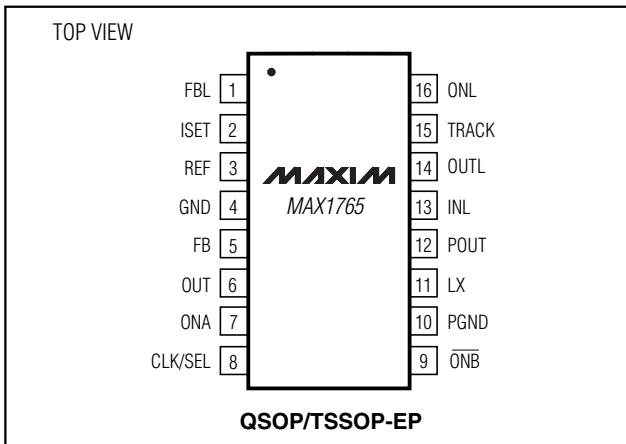 TOP VIEW
FBL 1
ISET 2
REF 3
GND 4
FB 5
OUT 6
ONA 7
CLK/SEL 8
MAXIM
MAX1765
16 ONL
15 TRACK
14 OUTL
13 INL
12 POUT
11 LX
10 PGND
9 O̅N̅B̅
QSOP/TSSOP-EP